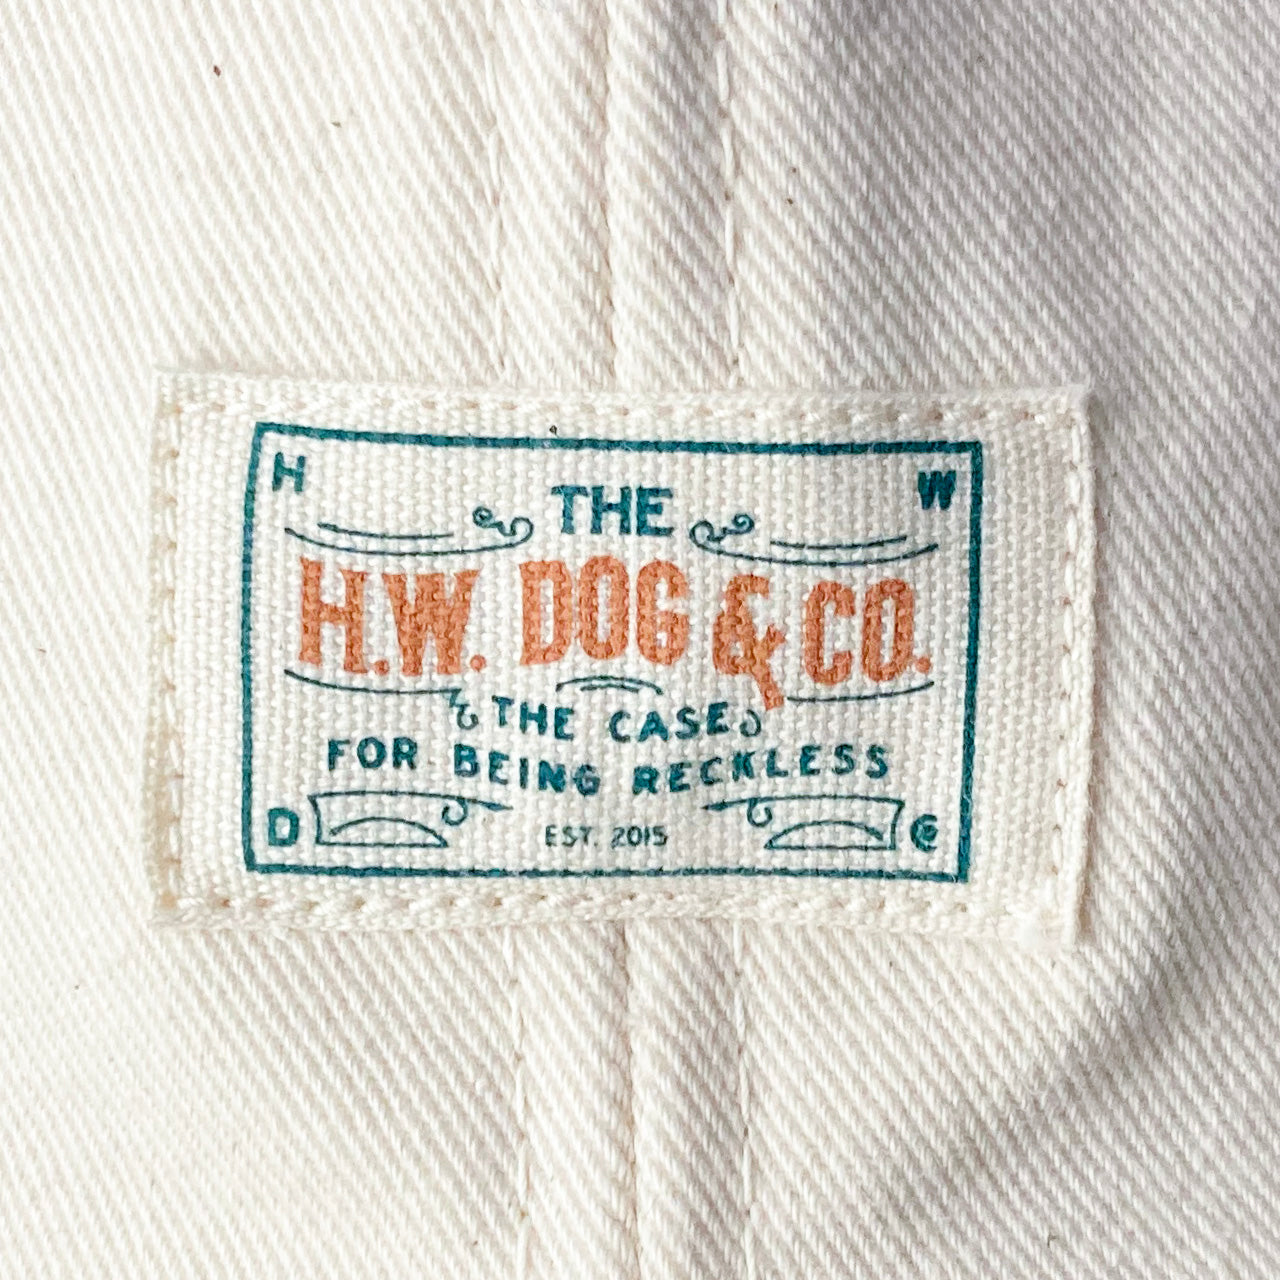 H W
THE
H.W. DOG & CO.
THE CASE
FOR BEING RECKLESS
D EST. 2015 C